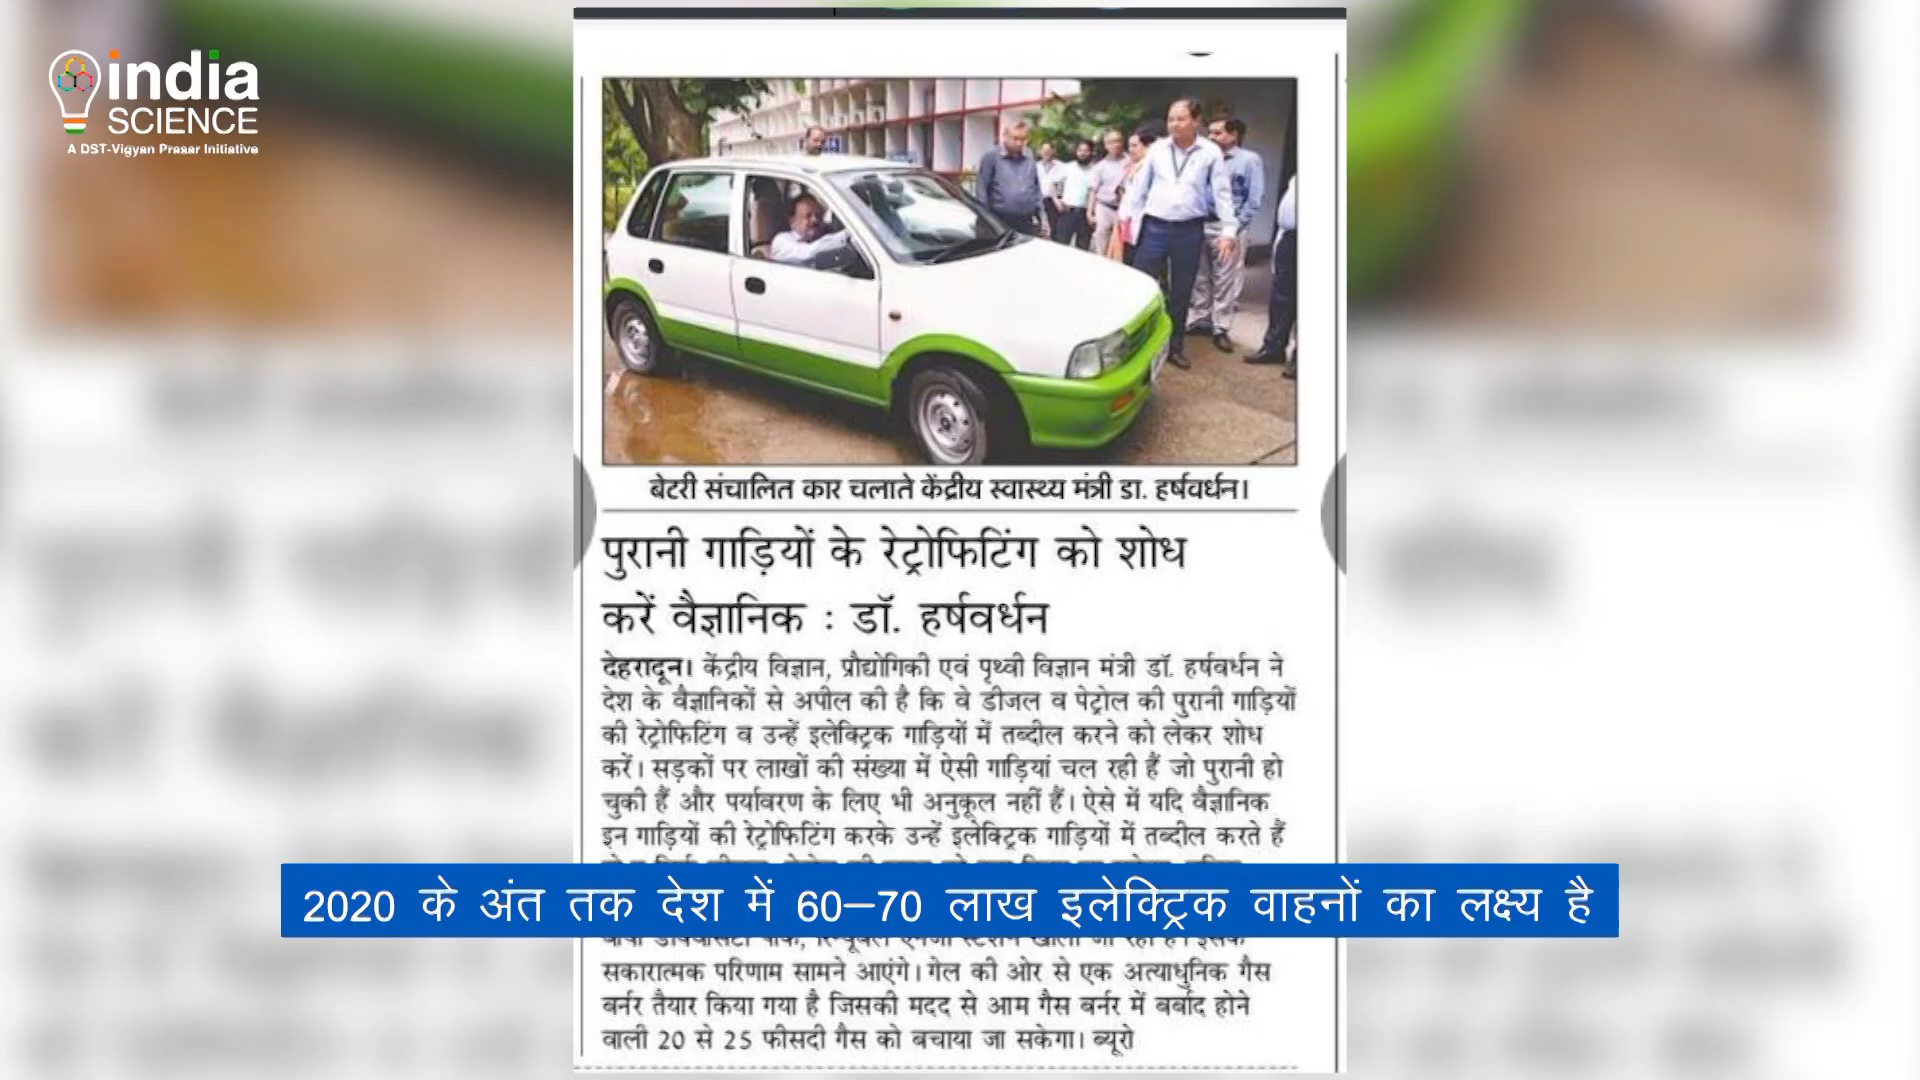 india
SCIENCE
A DST-Vigyan Prasar Initiative
बेटरी संचालित कार चलाते केंद्रीय स्वास्थ्य मंत्री डा. हर्षवर्धन।
पुरानी गाड़ियों के रेट्रोफिटिंग को शोध
करें वैज्ञानिक : डॉ. हर्षवर्धन
देहरादून। केंद्रीय विज्ञान, प्रौद्योगिकी एवं पृथ्वी विज्ञान मंत्री डॉ. हर्षवर्धन ने
देश के वैज्ञानिकों से अपील की है कि वे डीजल व पेट्रोल की पुरानी गाड़ियों
की रेट्रोफिटिंग व उन्हें इलेक्ट्रिक गाड़ियों में तब्दील करने को लेकर शोध
करें। सड़कों पर लाखों की संख्या में ऐसी गाड़ियां चल रही हैं जो पुरानी हो
चुकी हैं और पर्यावरण के लिए भी अनुकूल नहीं हैं। ऐसे में यदि वैज्ञानिक
इन गाड़ियों की रेट्रोफिटिंग करके उन्हें इलेक्ट्रिक गाड़ियों में तब्दील करते हैं
2020 के अंत तक देश में 60–70 लाख इलेक्ट्रिक वाहनों का लक्ष्य है
सकारात्मक परिणाम सामने आएंगे। गेल की ओर से एक अत्याधुनिक गैस
बर्नर तैयार किया गया है जिसकी मदद से आम गैस बर्नर में बर्बाद होने
वाली 20 से 25 फीसदी गैस को बचाया जा सकेगा। ब्यूरो